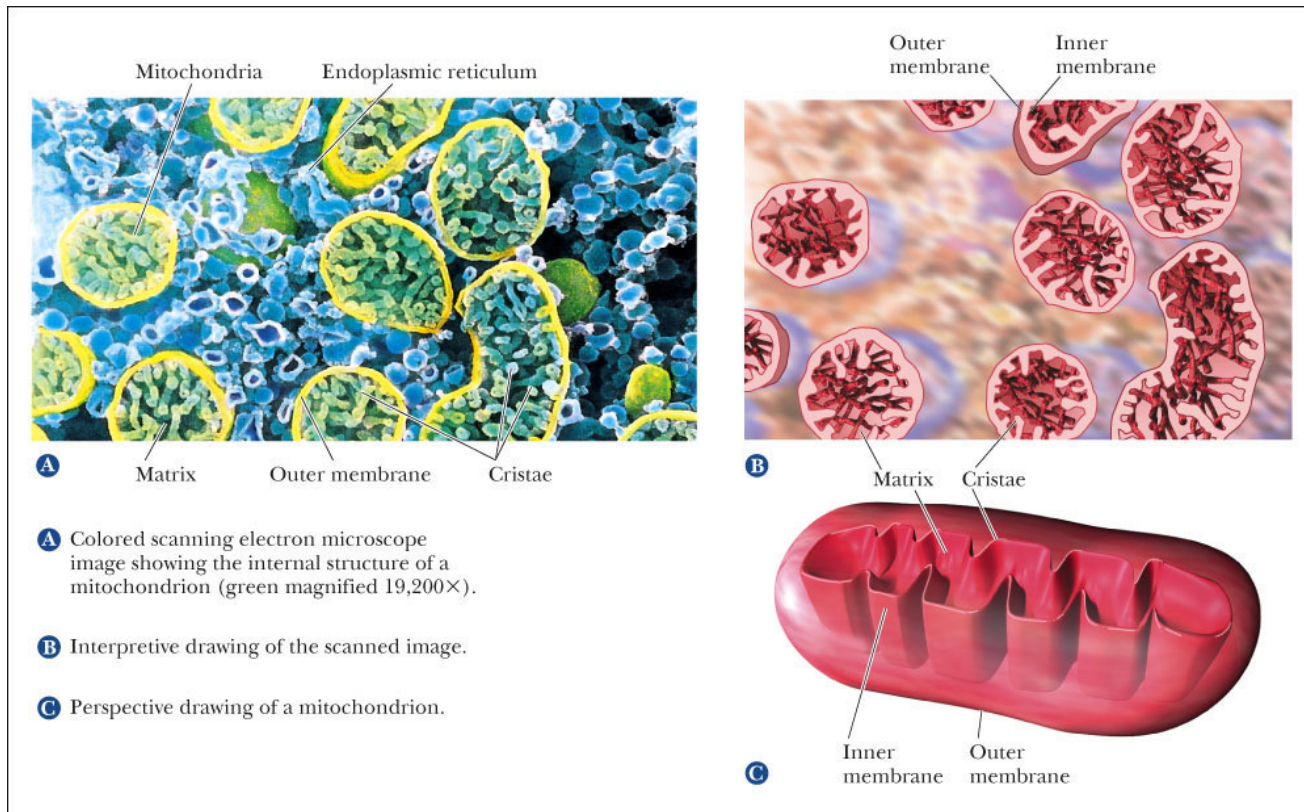 Mitochondria
Endoplasmic reticulum
Matrix
Outer membrane
Cristae
A
A Colored scanning electron microscope
image showing the internal structure of a
mitochondrion (green magnified 19,200×).
B Interpretive drawing of the scanned image.
C Perspective drawing of a mitochondrion.
Outer
membrane
Inner
membrane
B
Matrix
Cristae
Inner
membrane
Outer
membrane
C